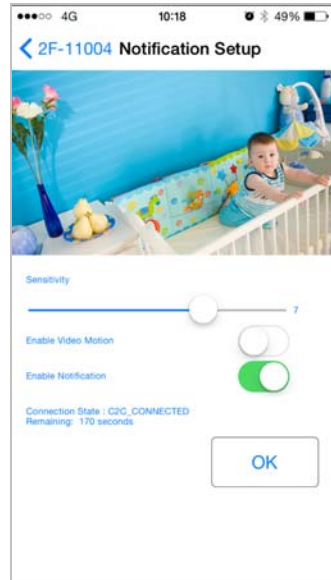 4G 10:18 49%
2F-11004 Notification Setup
Sensitivity
7
Enable Video Motion
Enable Notification
Connection State : C2C_CONNECTED
Remaining: 170 seconds
OK